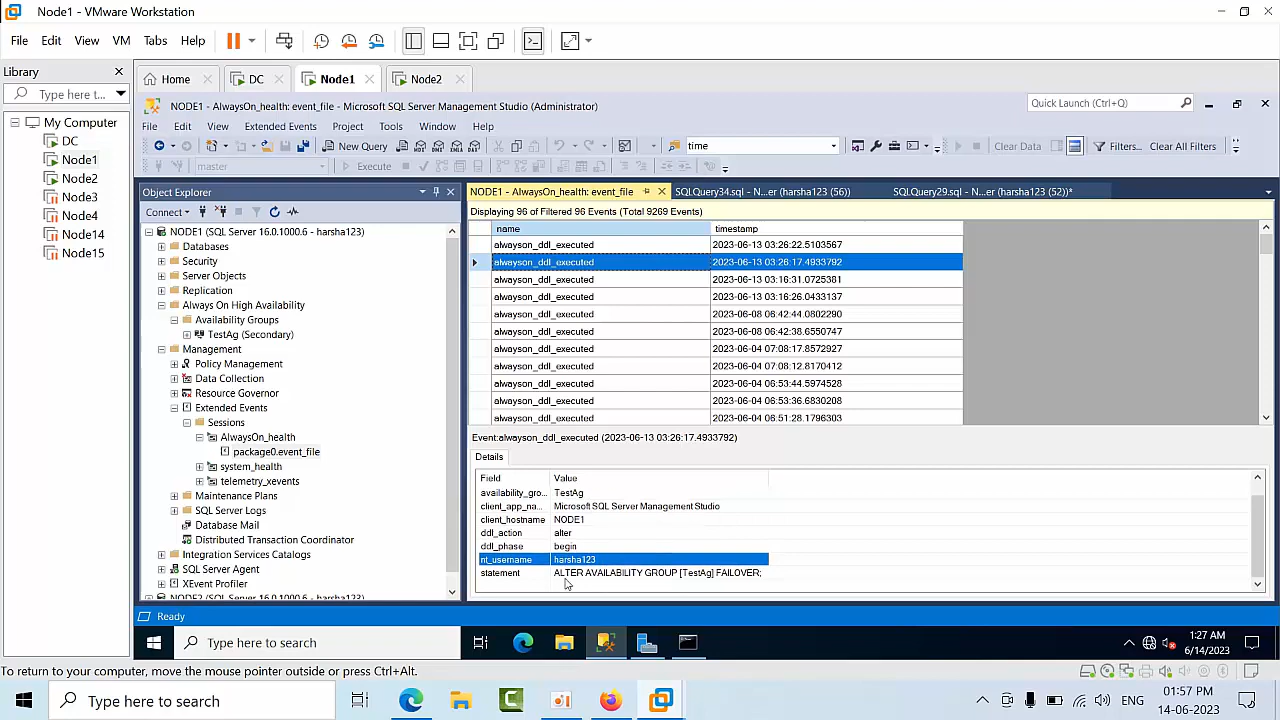 Node1 - VMware Workstation
File Edit View VM Tabs Help
Library
Type here t...
My Computer
DC
Node1
Node2
Node3
Node4
Node14
Node15
Home DC Node1 Node2
NODE1 - AlwaysOn_health: event_file - Microsoft SQL Server Management Studio (Administrator)
Quick Launch (Ctrl+Q)
File Edit View Extended Events Project Tools Window Help
New Query time Clear Data Filters... Clear All Filters
master Execute
Object Explorer
Connect
NODE1 (SQL Server 16.0.1000.6 - harsha123)
Databases
Security
Server Objects
Replication
Always On High Availability
Availability Groups
TestAg (Secondary)
Management
Policy Management
Data Collection
Resource Governor
Extended Events
Sessions
AlwaysOn_health
package0.event_file
system_health
telemetry_xevents
Maintenance Plans
SQL Server Logs
Database Mail
Distributed Transaction Coordinator
Integration Services Catalogs
SQL Server Agent
XEvent Profiler
NODE2 (SQL Server 16.0.1000.6 - harsha123)
NODE1 - AlwaysOn_health: event_file SQLQuery34.sql - N...er (harsha123 (56)) SQLQuery29.sql - N...er (harsha123 (52))*
Displaying 96 of Filtered 96 Events (Total 9269 Events)
name timestamp
alwayson_ddl_executed 2023-06-13 03:26:22.5103567
alwayson_ddl_executed 2023-06-13 03:26:17.4933792
alwayson_ddl_executed 2023-06-13 03:16:31.0725381
alwayson_ddl_executed 2023-06-13 03:16:26.0433137
alwayson_ddl_executed 2023-06-08 06:42:44.0802290
alwayson_ddl_executed 2023-06-08 06:42:38.6550747
alwayson_ddl_executed 2023-06-04 07:08:17.8572927
alwayson_ddl_executed 2023-06-04 07:08:12.8170412
alwayson_ddl_executed 2023-06-04 06:53:44.5974528
alwayson_ddl_executed 2023-06-04 06:53:36.6830208
alwayson_ddl_executed 2023-06-04 06:51:28.1796303
Event:alwayson_ddl_executed (2023-06-13 03:26:17.4933792)
Details
Field Value
availability_gro... TestAg
client_app_na... Microsoft SQL Server Management Studio
client_hostname NODE1
ddl_action alter
ddl_phase begin
nt_username harsha123
statement ALTER AVAILABILITY GROUP [TestAg] FAILOVER;
Ready
Type here to search
1:27 AM
6/14/2023
To return to your computer, move the mouse pointer outside or press Ctrl+Alt.
Type here to search
ENG
01:57 PM
14-06-2023